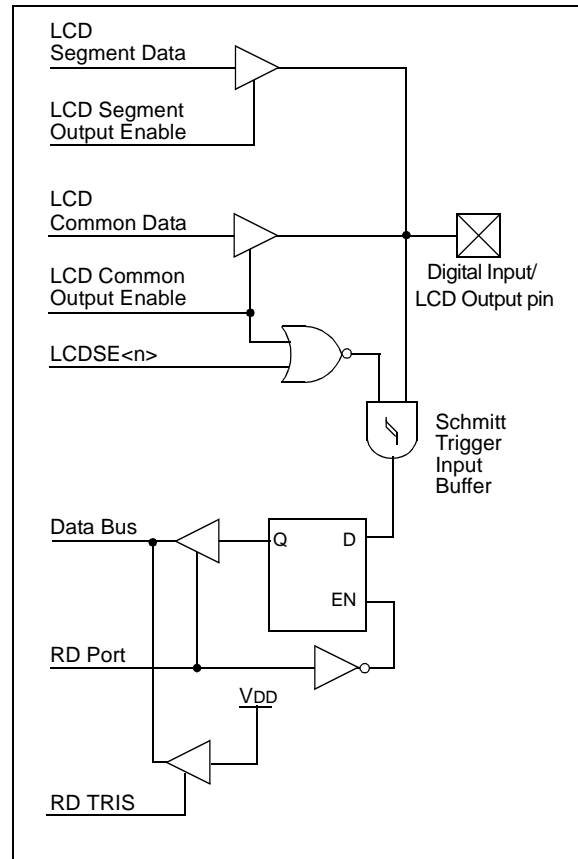 LCD
Segment Data
LCD Segment
Output Enable
LCD
Common Data
Digital Input/
LCD Output pin
LCD Common
Output Enable
LCDSE<n>
Schmitt
Trigger
Input
Buffer
Data Bus
Q
D
EN
RD Port
VDD
RD TRIS